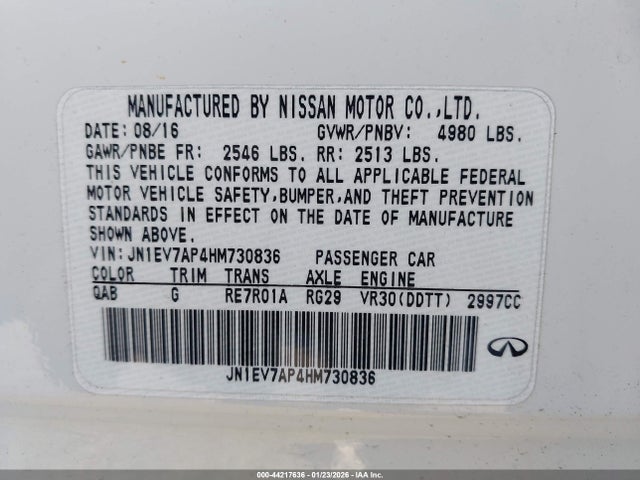 MANUFACTURED BY NISSAN MOTOR CO.,LTD.
DATE: 08/16 GVWR/PNBV: 4980 LBS.
GAWR/PNBE FR: 2546 LBS. RR: 2513 LBS.
THIS VEHICLE CONFORMS TO ALL APPLICABLE FEDERAL
MOTOR VEHICLE SAFETY,BUMPER,AND THEFT PREVENTION
STANDARDS IN EFFECT ON THE DATE OF MANUFACTURE
SHOWN ABOVE.
VIN: JN1EV7AP4HM730836 PASSENGER CAR
COLOR TRIM TRANS AXLE ENGINE
QAB G RE7R01A RG29 VR30(DDTT) 2997CC
JN1EV7AP4HM730836
000-44217636 - 01/23/2026 - IAA Inc.